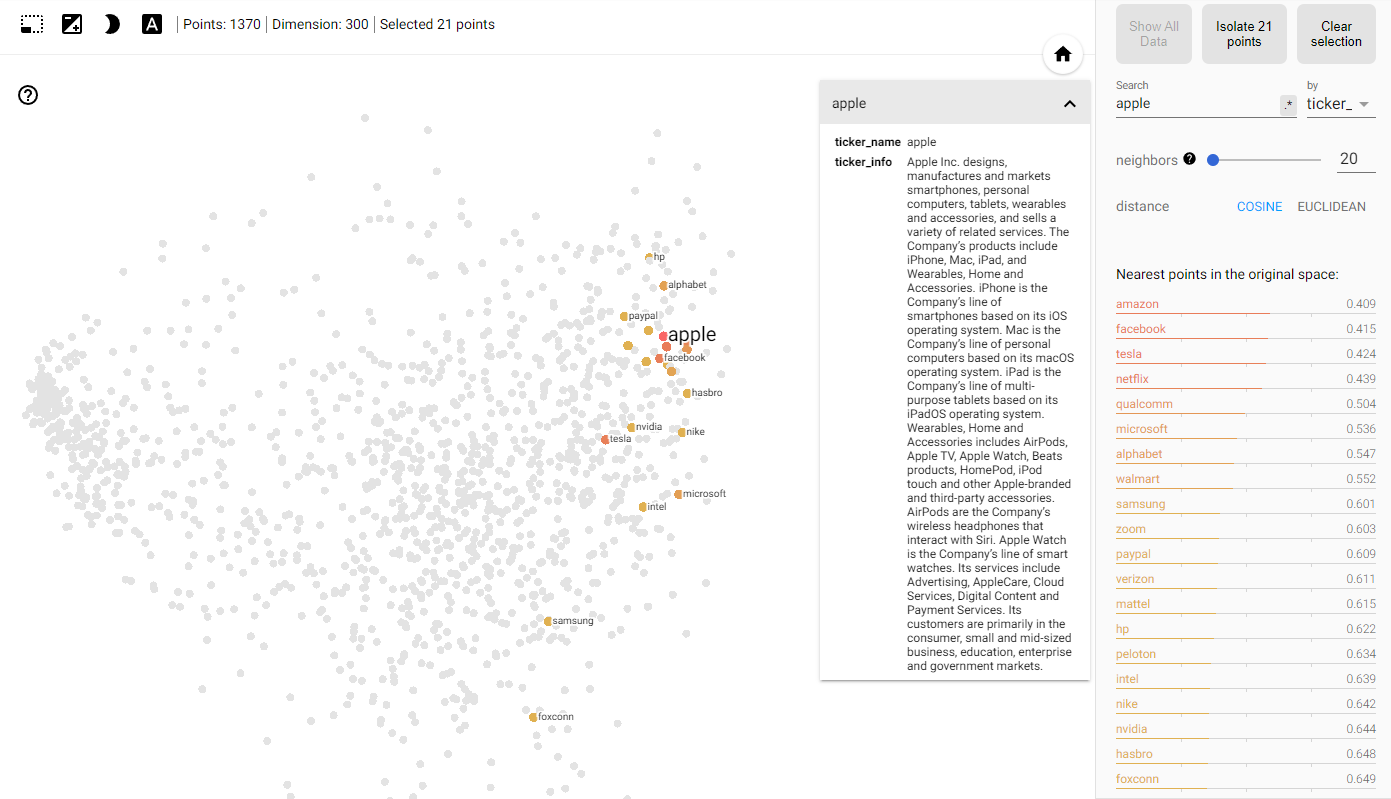 A
Points: 1370 | Dimension: 300 | Selected 21 points
apple
ticker_name apple
ticker_info Apple Inc. designs,
manufactures and markets
smartphones, personal
computers, tablets, wearables
and accessories, and sells a
variety of related services. The
Company's products include
iPhone, Mac, iPad, and
Wearables, Home and
Accessories. iPhone is the
Company's line of
smartphones based on its iOS
operating system. Mac is the
Company's line of personal
computers based on its macOS
operating system. iPad is the
Company's line of multi-
purpose tablets based on its
iPadOS operating system.
Wearables, Home and
Accessories includes AirPods,
Apple TV, Apple Watch, Beats
products, HomePod, iPod
touch and other Apple-branded
and third-party accessories.
AirPods are the Company's
wireless headphones that
interact with Siri. Apple Watch
is the Company's line of smart
watches. Its services include
Advertising, AppleCare, Cloud
Services, Digital Content and
Payment Services. Its
customers are primarily in the
consumer, small and mid-sized
business, education, enterprise
and government markets.
hp
alphabet
paypal
apple
facebook
hasbro
nvidia
nike
tesla
microsoft
intel
samsung
foxconn
Show All
Data
Isolate 21
points
Clear
selection
Search
apple
.*
by
ticker_
neighbors ? 20
distance COSINE EUCLIDEAN
Nearest points in the original space:
amazon 0.409
facebook 0.415
tesla 0.424
netflix 0.439
qualcomm 0.504
microsoft 0.536
alphabet 0.547
walmart 0.552
samsung 0.601
zoom 0.603
paypal 0.609
verizon 0.611
mattel 0.615
hp 0.622
peloton 0.634
intel 0.639
nike 0.642
nvidia 0.644
hasbro 0.648
foxconn 0.649